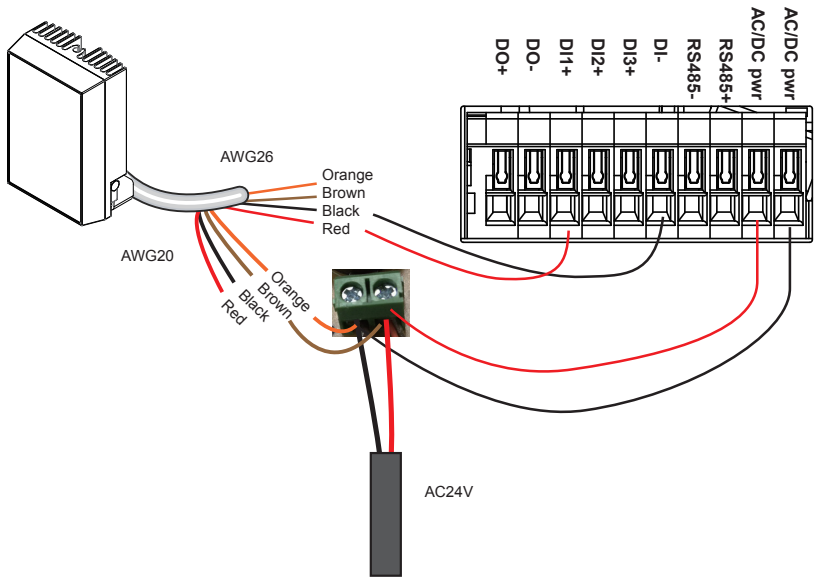 DO+
DO-
DI1+
DI2+
DI3+
DI-
RS485-
RS485+
AC/DC pwr
AC/DC pwr
AWG26
Orange
Brown
Black
Red
AWG20
Orange
Brown
Black
Red
AC24V